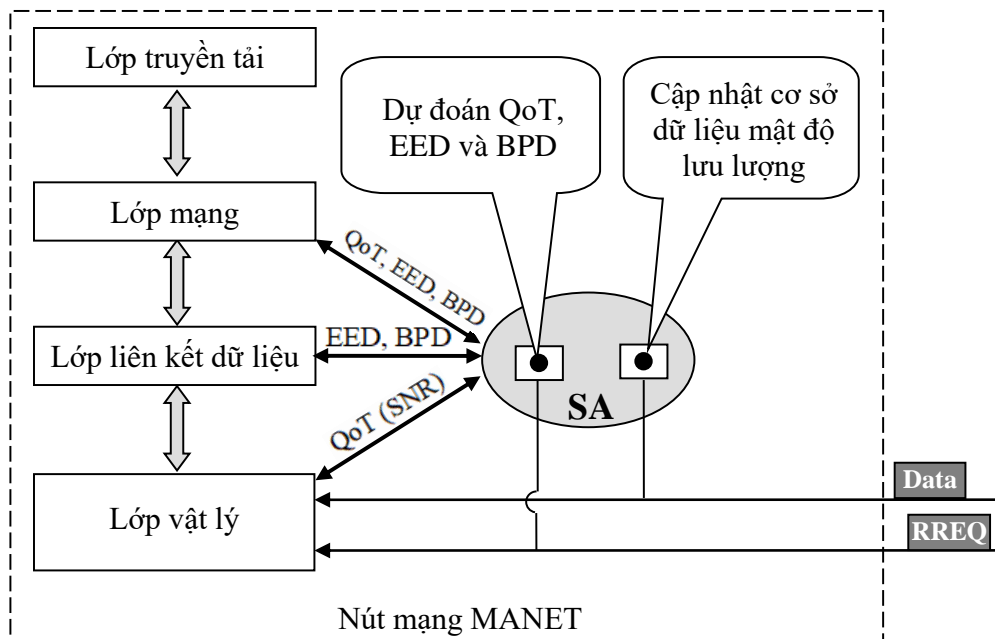 Lớp truyền tải
Dự đoán QoT,
EED và BPD
Cập nhật cơ sở
dữ liệu mật độ
lưu lượng
Lớp mạng
QoT, EED, BPD
Lớp liên kết dữ liệu
EED, BPD
SA
QoT (SNR)
Lớp vật lý
Data
RREQ
Nút mạng MANET